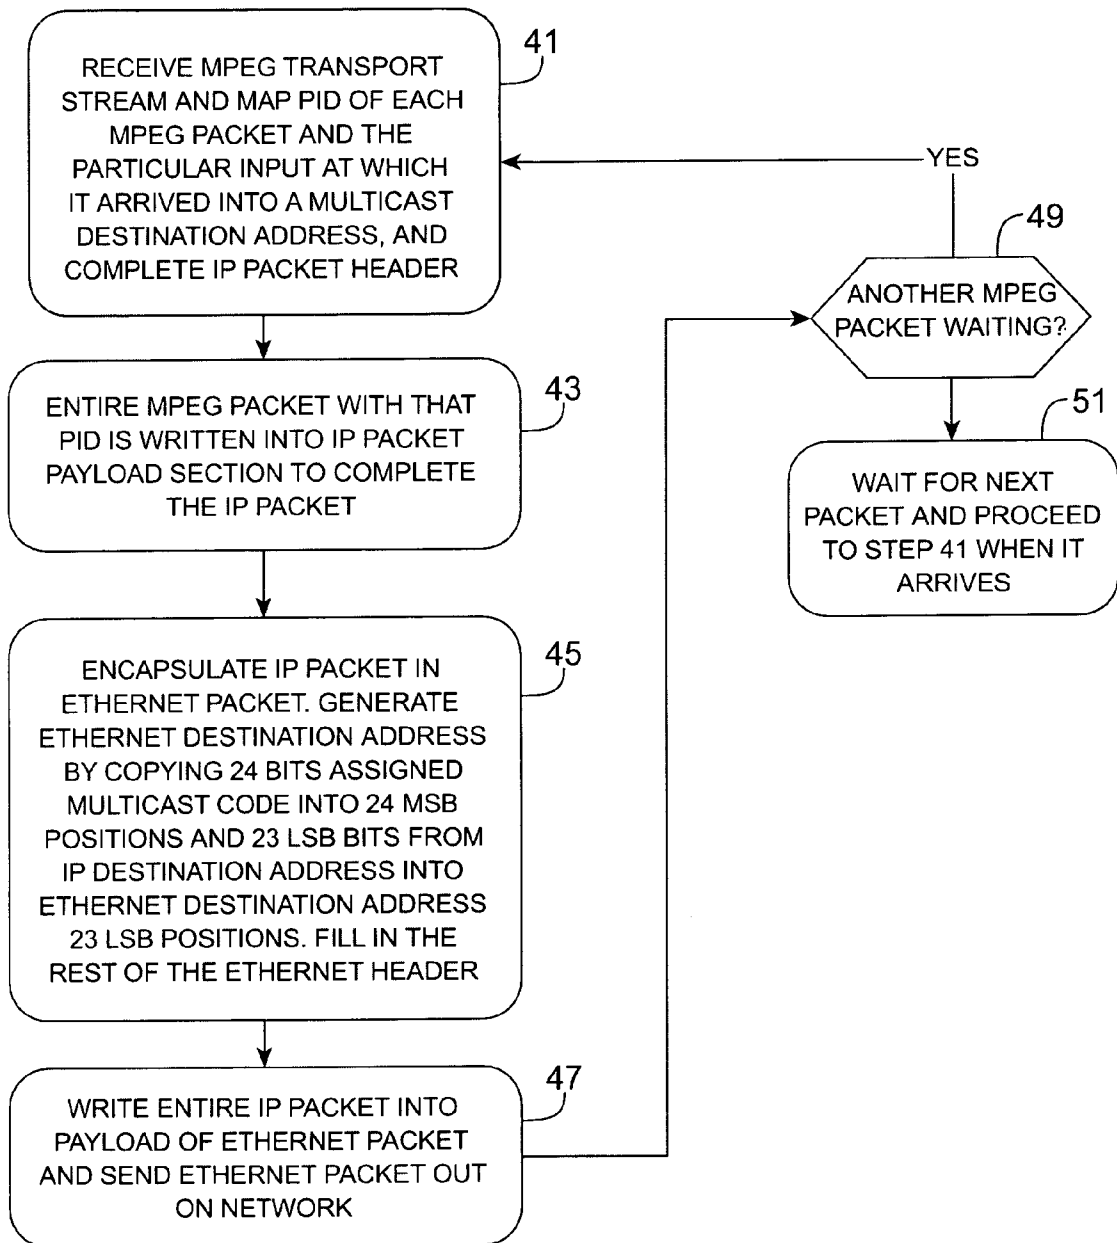 41
RECEIVE MPEG TRANSPORT
STREAM AND MAP PID OF EACH
MPEG PACKET AND THE
PARTICULAR INPUT AT WHICH
IT ARRIVED INTO A MULTICAST
DESTINATION ADDRESS, AND
COMPLETE IP PACKET HEADER
43
ENTIRE MPEG PACKET WITH THAT
PID IS WRITTEN INTO IP PACKET
PAYLOAD SECTION TO COMPLETE
THE IP PACKET
45
ENCAPSULATE IP PACKET IN
ETHERNET PACKET. GENERATE
ETHERNET DESTINATION ADDRESS
BY COPYING 24 BITS ASSIGNED
MULTICAST CODE INTO 24 MSB
POSITIONS AND 23 LSB BITS FROM
IP DESTINATION ADDRESS INTO
ETHERNET DESTINATION ADDRESS
23 LSB POSITIONS. FILL IN THE
REST OF THE ETHERNET HEADER
47
WRITE ENTIRE IP PACKET INTO
PAYLOAD OF ETHERNET PACKET
AND SEND ETHERNET PACKET OUT
ON NETWORK
YES
49
ANOTHER MPEG
PACKET WAITING?
51
WAIT FOR NEXT
PACKET AND PROCEED
TO STEP 41 WHEN IT
ARRIVES